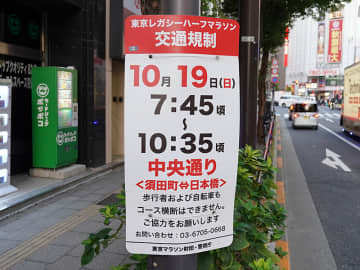 東京レガシーハーフマラソン
交通規制
10月19日(日)
7:45頃
~
10:35頃
中央通り
<須田町⇔日本橋>
歩行者および自転車も
コース横断はできません。
ご協力をお願いします
お問い合わせ:03-6705-0668
東京マラソン財団・警視庁